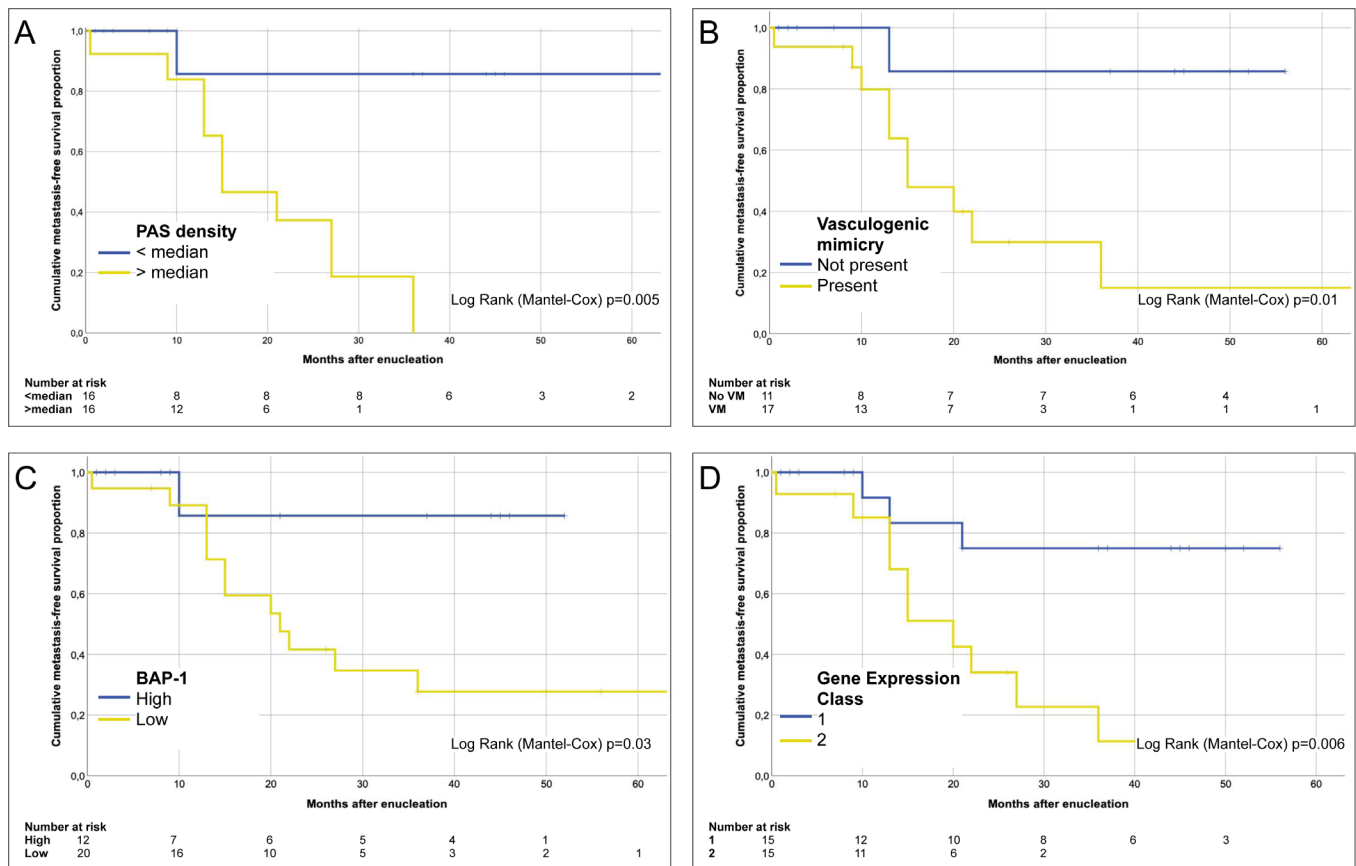 A
Cumulative metastasis-free survival proportion
1,0
0,8
0,6
0,4
0,2
0,0
PAS density
< median
> median
Log Rank (Mantel-Cox) p=0.005
0 10 20 30 40 50 60
Months after enucleation
Number at risk
<median 16 8 8 8 6 3 2
>median 16 12 6 1
B
Cumulative metastasis-free survival proportion
1,0
0,8
0,6
0,4
0,2
0,0
Vasculogenic
mimicry
Not present
Present
Log Rank (Mantel-Cox) p=0.01
0 10 20 30 40 50 60
Months after enucleation
Number at risk
No VM 11 8 7 7 6 4
VM 17 13 7 3 1 1 1
C
Cumulative metastasis-free survival proportion
1,0
0,8
0,6
0,4
0,2
0,0
BAP-1
High
Low
Log Rank (Mantel-Cox) p=0.03
0 10 20 30 40 50 60
Months after enucleation
Number at risk
High 12 7 6 5 4 1
Low 20 16 10 5 3 2 1
D
Cumulative metastasis-free survival proportion
1,0
0,8
0,6
0,4
0,2
0,0
Gene Expression
Class
1
2
Log Rank (Mantel-Cox) p=0.006
0 10 20 30 40 50 60
Months after enucleation
Number at risk
1 15 12 10 8 6 3
2 15 11 6 2